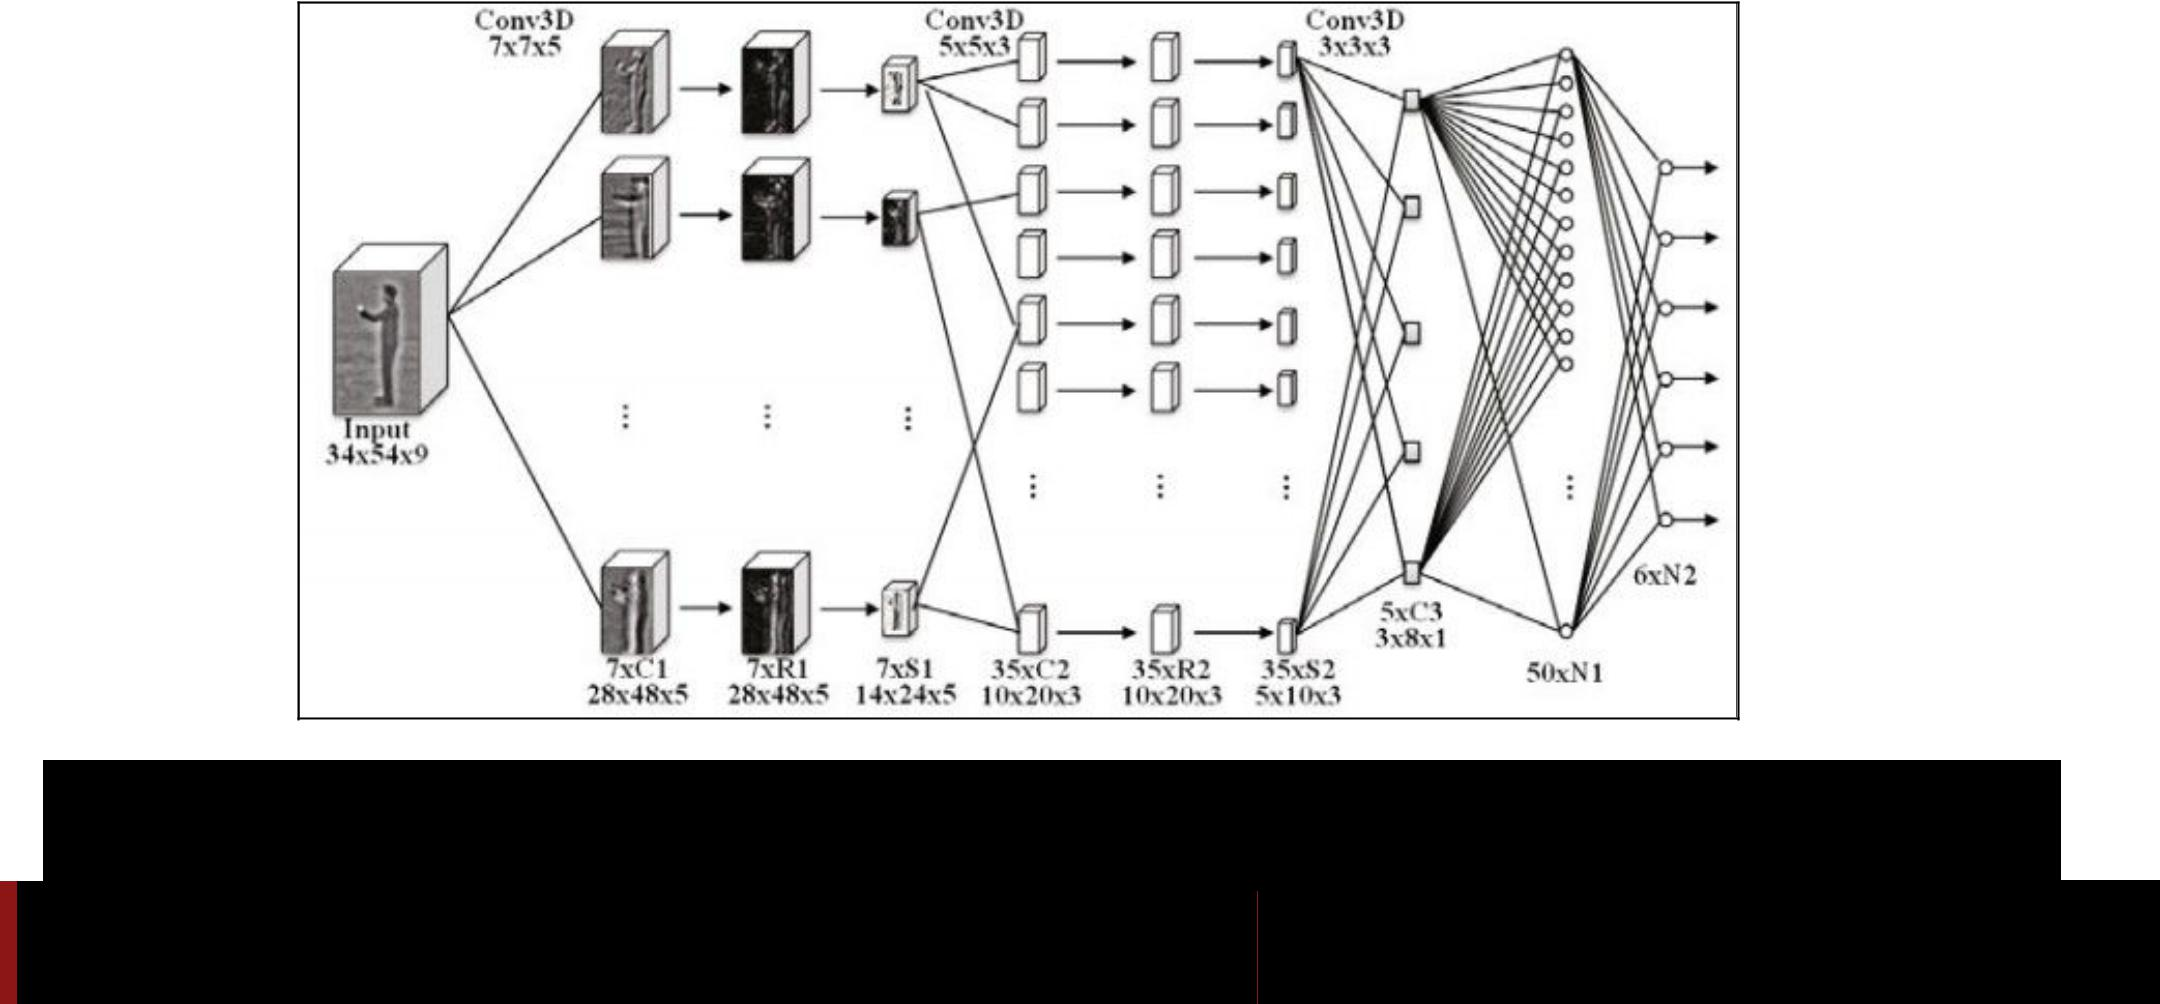 Conv3D
7x7x5
Conv3D
5x5x3
Conv3D
3x3x3
Input
34x54x9
7xC1
28x48x5
7xR1
28x48x5
7xS1
14x24x5
35xC2
10x20x3
35xR2
10x20x3
35xS2
5x10x3
5xC3
3x8x1
50xN1
6xN2